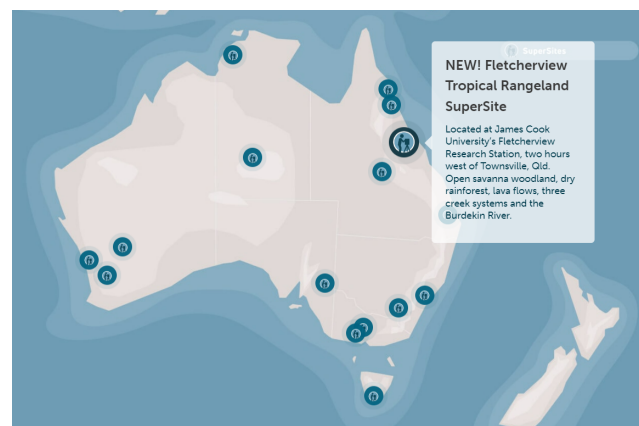 SuperSites
NEW! Fletcherview
Tropical Rangeland
SuperSite
Located at James Cook
University's Fletcherview
Research Station, two hours
west of Townsville, Qld.
Open savanna woodland, dry
rainforest, lava flows, three
creek systems and the
Burdekin River.